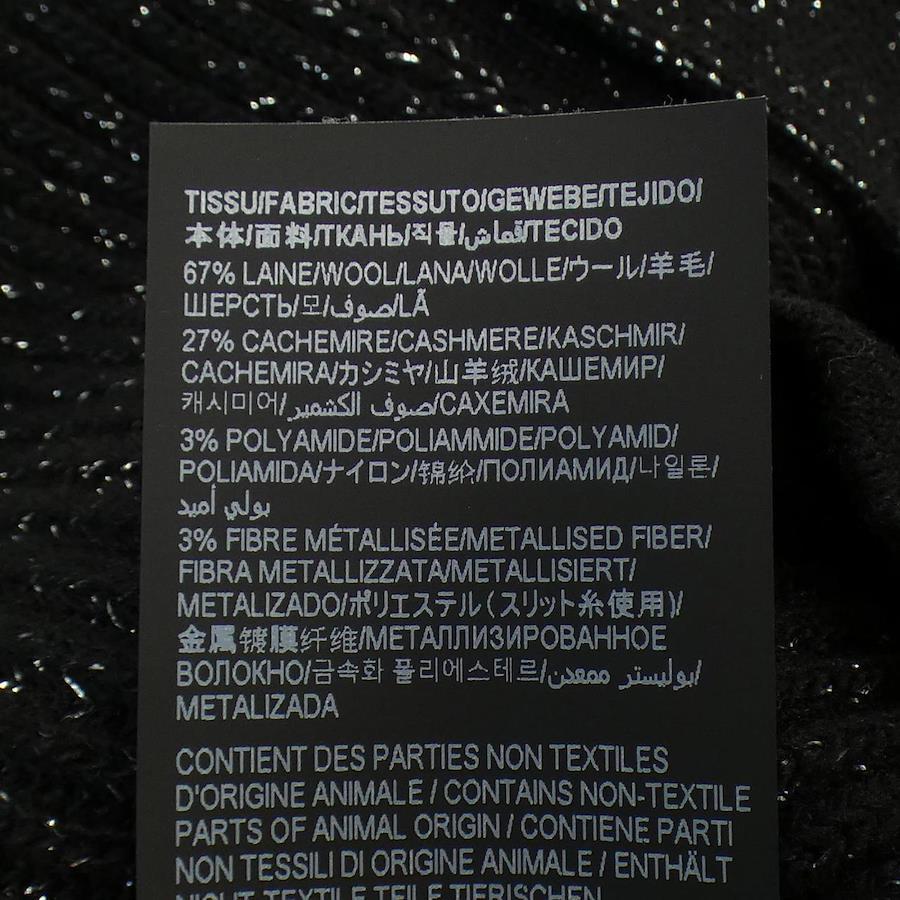 TISSU/FABRIC/TESSUTO/GEWEBE/TEJIDO/
本体/面料/ТКАНЬ/직물/قماش/TECIDO
67% LAINE/WOOL/LANA/WOLLE/ウール/羊毛/
ШЕРСТЬ/모/صوف/LÃ
27% CACHEMIRE/CASHMERE/KASCHMIR/
CACHEMIRA/カシミヤ/山羊绒/КАШЕМИР/
캐시미어/صوف الكشمير/CAXEMIRA
3% POLYAMIDE/POLIAMMIDE/POLYAMID/
POLIAMIDA/ナイロン/锦纶/ПОЛИАМИД/나일론/
بولي أميد
3% FIBRE MÉTALLISÉE/METALLISED FIBER/
FIBRA METALLIZZATA/METALLISIERT/
METALIZADO/ポリエステル(スリット糸使用)/
金属镀膜纤维/МЕТАЛЛИЗИРОВАННОЕ
ВОЛОКНО/금속화 폴리에스테르/بوليستر ممعدن/
METALIZADA
CONTIENT DES PARTIES NON TEXTILES
D'ORIGINE ANIMALE / CONTAINS NON-TEXTILE
PARTS OF ANIMAL ORIGIN / CONTIENE PARTI
NON TESSILI DI ORIGINE ANIMALE / ENTHÄLT
NICHT TEXTILE TEILE TIERISCHEN